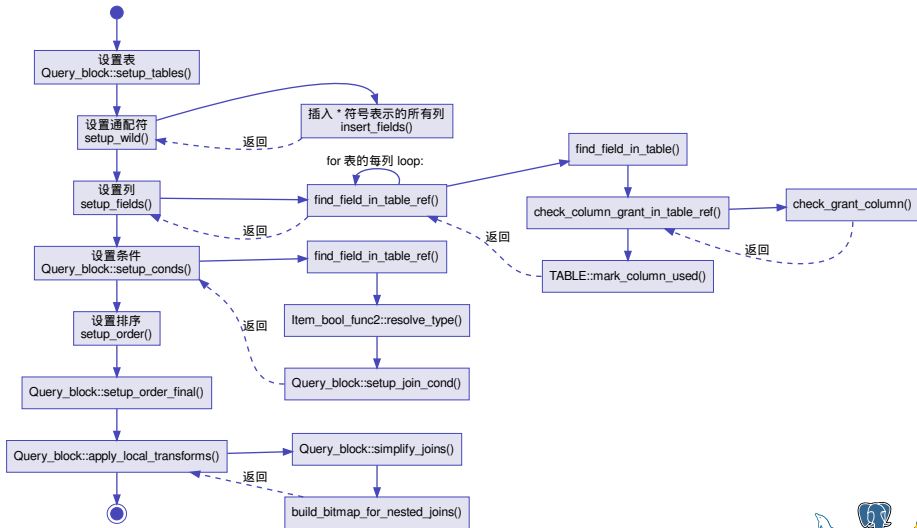 设置表
Query_block::setup_tables()
设置通配符
setup_wild()
插入 * 符号表示的所有列
insert_fields()
返回
for 表的每列 loop:
设置列
setup_fields()
find_field_in_table_ref()
返回
find_field_in_table()
check_column_grant_in_table_ref()
check_grant_column()
返回
TABLE::mark_column_used()
返回
设置条件
Query_block::setup_conds()
find_field_in_table_ref()
Item_bool_func2::resolve_type()
Query_block::setup_join_cond()
返回
设置排序
setup_order()
Query_block::setup_order_final()
Query_block::apply_local_transforms()
Query_block::simplify_joins()
返回
build_bitmap_for_nested_joins()